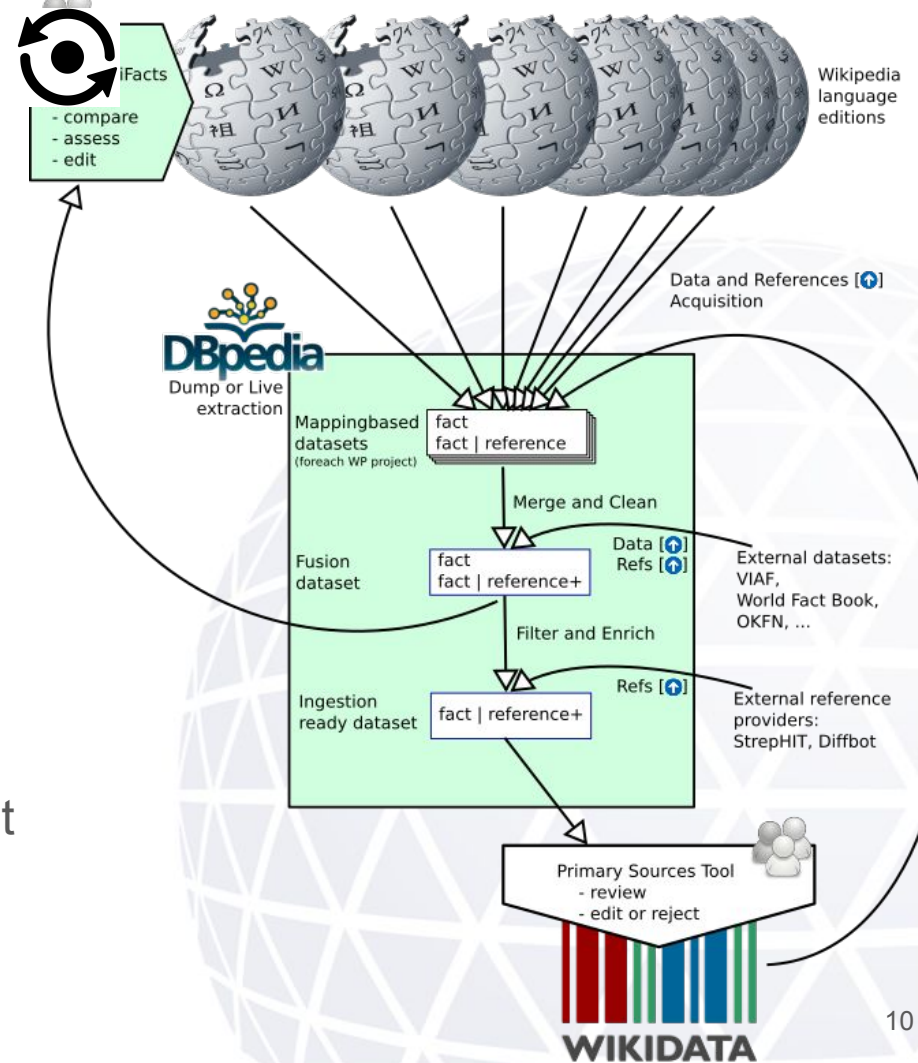 iFacts
- compare
- assess
- edit
Wikipedia
language
editions
Data and References [↑]
Acquisition
DBpedia
Dump or Live
extraction
Mappingbased
datasets
(foreach WP project)
fact
fact | reference
Merge and Clean
Fusion
dataset
fact
fact | reference+
Data [↑]
Refs [↑]
External datasets:
VIAF,
World Fact Book,
OKFN, ...
Filter and Enrich
Ingestion
ready dataset
fact | reference+
Refs [↑]
External reference
providers:
StrepHIT, Diffbot
t
Primary Sources Tool
- review
- edit or reject
WIKIDATA
10